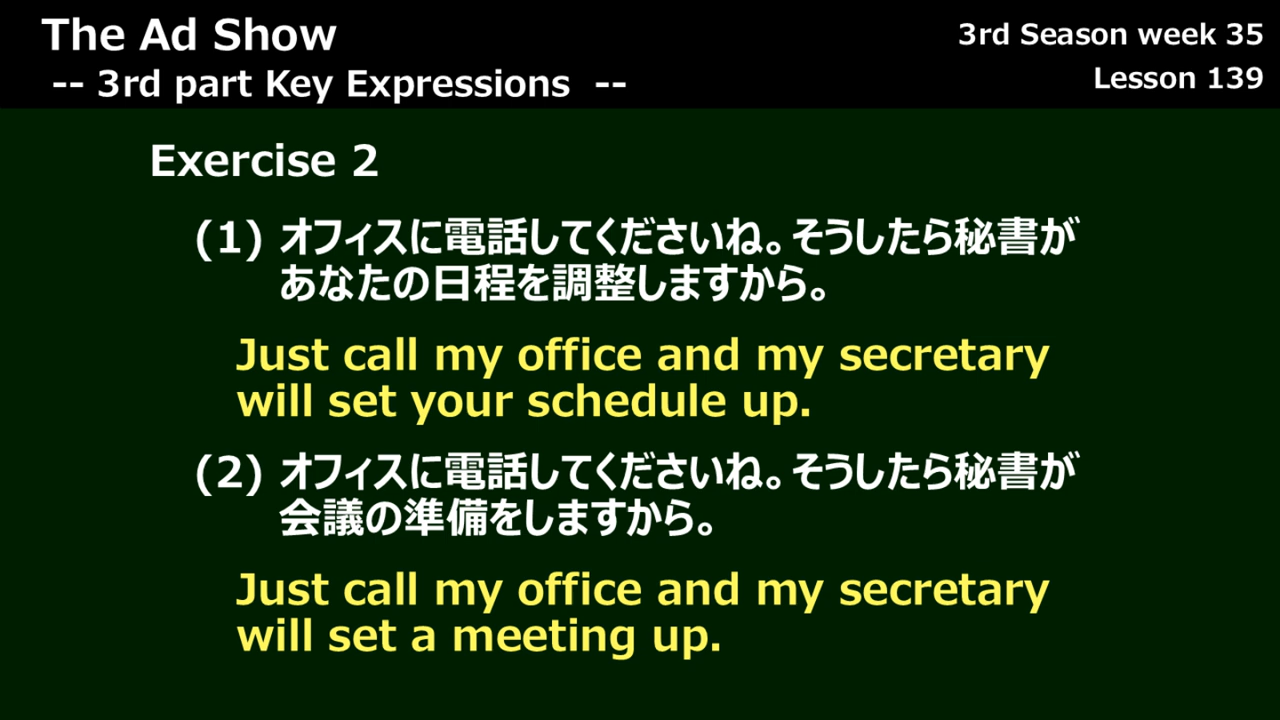 The Ad Show
3rd Season week 35
-- 3rd part Key Expressions --
Lesson 139
Exercise 2
(1) オフィスに電話してくださいね。そうしたら秘書が
あなたの日程を調整しますから。
Just call my office and my secretary
will set your schedule up.
(2) オフィスに電話してくださいね。そうしたら秘書が
会議の準備をしますから。
Just call my office and my secretary
will set a meeting up.